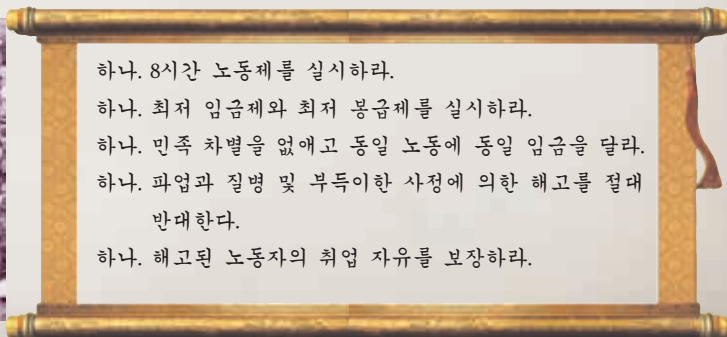 하나. 8시간 노동제를 실시하라.
하나. 최저 임금제와 최저 봉급제를 실시하라.
하나. 민족 차별을 없애고 동일 노동에 동일 임금을 달라.
하나. 파업과 질병 및 부득이한 사정에 의한 해고를 절대
반대한다.
하나. 해고된 노동자의 취업 자유를 보장하라.